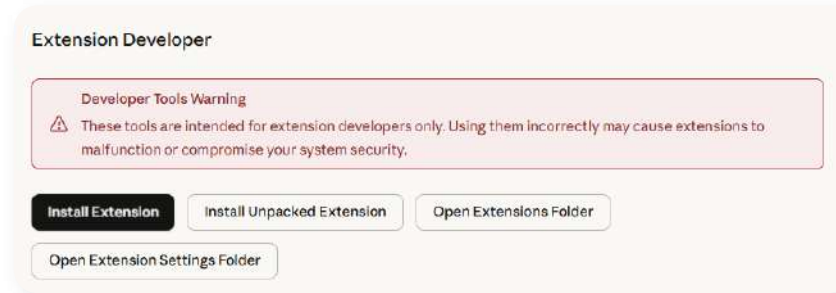 Extension Developer
Developer Tools Warning
These tools are intended for extension developers only. Using them incorrectly may cause extensions to
malfunction or compromise your system security.
Install Extension
Install Unpacked Extension
Open Extensions Folder
Open Extension Settings Folder